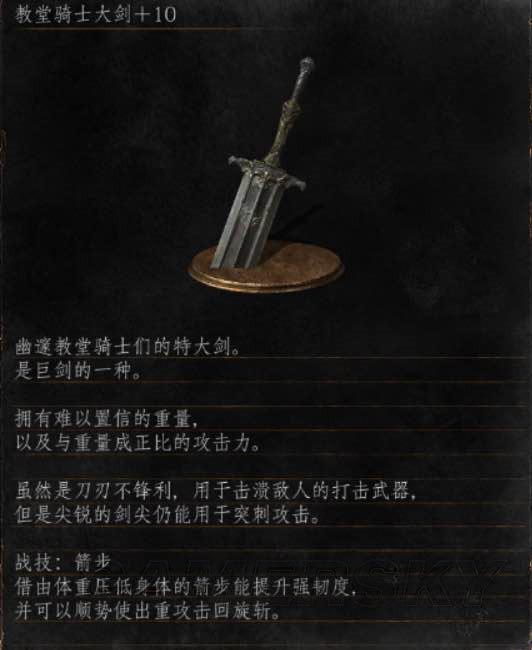 教堂骑士大剑+10
幽邃教堂骑士们的特大剑。
是巨剑的一种。
拥有难以置信的重量，
以及与重量成正比的攻击力。
虽然是刀刃不锋利，用于击溃敌人的打击武器，
但是尖锐的剑尖仍能用于突刺攻击。
战技：箭步
借由体重压低身体的箭步能提升强韧度，
并可以顺势使出重攻击回旋斩。